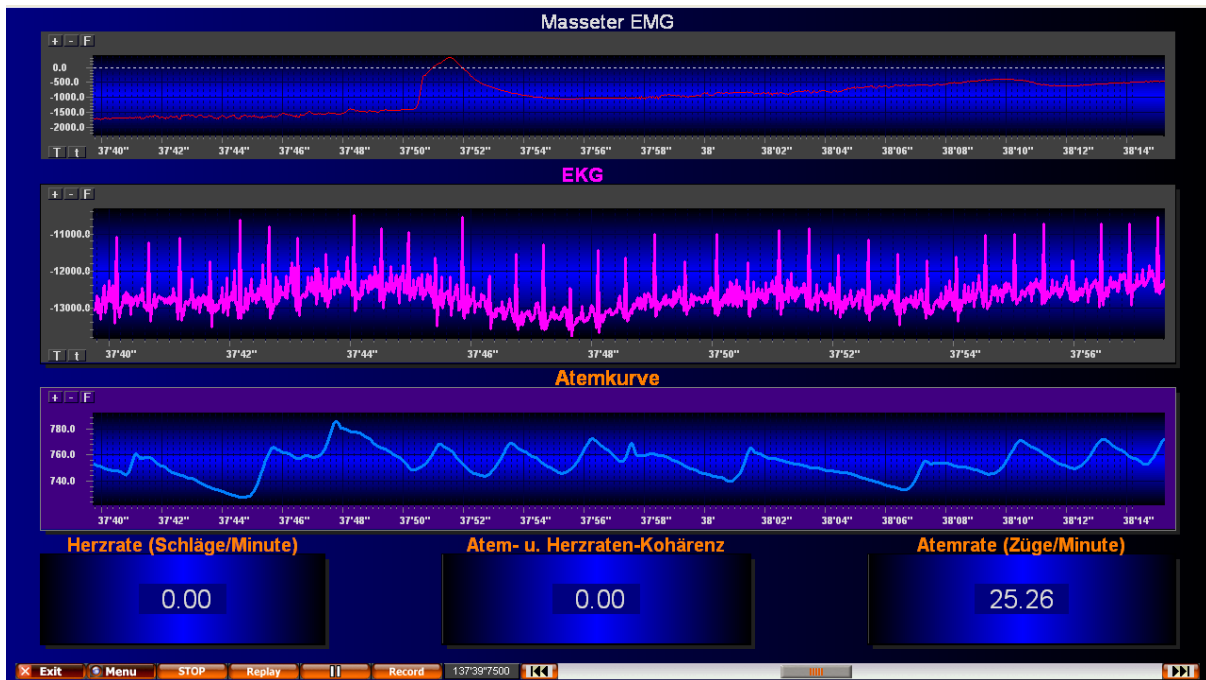 Masseter EMG
+ - F
0.0
-500.0
-1000.0
-1500.0
-2000.0
T t 37'40'' 37'42'' 37'44'' 37'46'' 37'48'' 37'50'' 37'52'' 37'54'' 37'56'' 37'58'' 38' 38'02'' 38'04'' 38'06'' 38'08'' 38'10'' 38'12'' 38'14''
EKG
+ - F
-11000.0
-12000.0
-13000.0
T t 37'40'' 37'42'' 37'44'' 37'46'' 37'48'' 37'50'' 37'52'' 37'54'' 37'56''
Atemkurve
+ - F
780.0
760.0
740.0
37'40'' 37'42'' 37'44'' 37'46'' 37'48'' 37'50'' 37'52'' 37'54'' 37'56'' 37'58'' 38' 38'02'' 38'04'' 38'06'' 38'08'' 38'10'' 38'12'' 38'14''
Herzrate (Schläge/Minute) Atem- u. Herzraten-Kohärenz Atemrate (Züge/Minute)
0.00 0.00 25.26
Exit Menu STOP Replay Record 137'39''7500